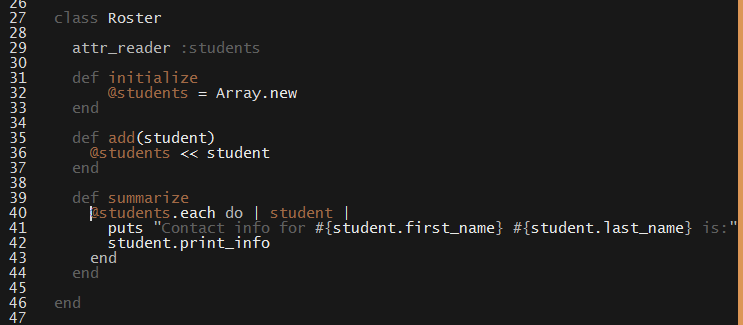 26
27 class Roster
28
29 attr_reader :students
30
31 def initialize
32 @students = Array.new
33 end
34
35 def add(student)
36 @students << student
37 end
38
39 def summarize
40 @students.each do | student |
41 puts "Contact info for #{student.first_name} #{student.last_name} is:"
42 student.print_info
43 end
44 end
45
46 end
47